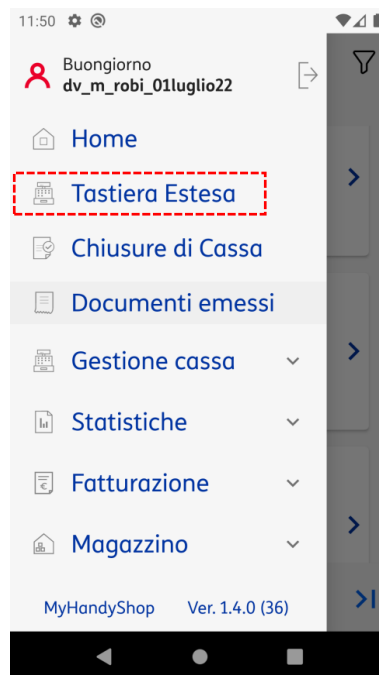 11:50
Buongiorno
dv_m_robi_01luglio22
Home
Tastiera Estesa
Chiusure di Cassa
Documenti emessi
Gestione cassa
Statistiche
Fatturazione
Magazzino
MyHandyShop Ver. 1.4.0 (36)